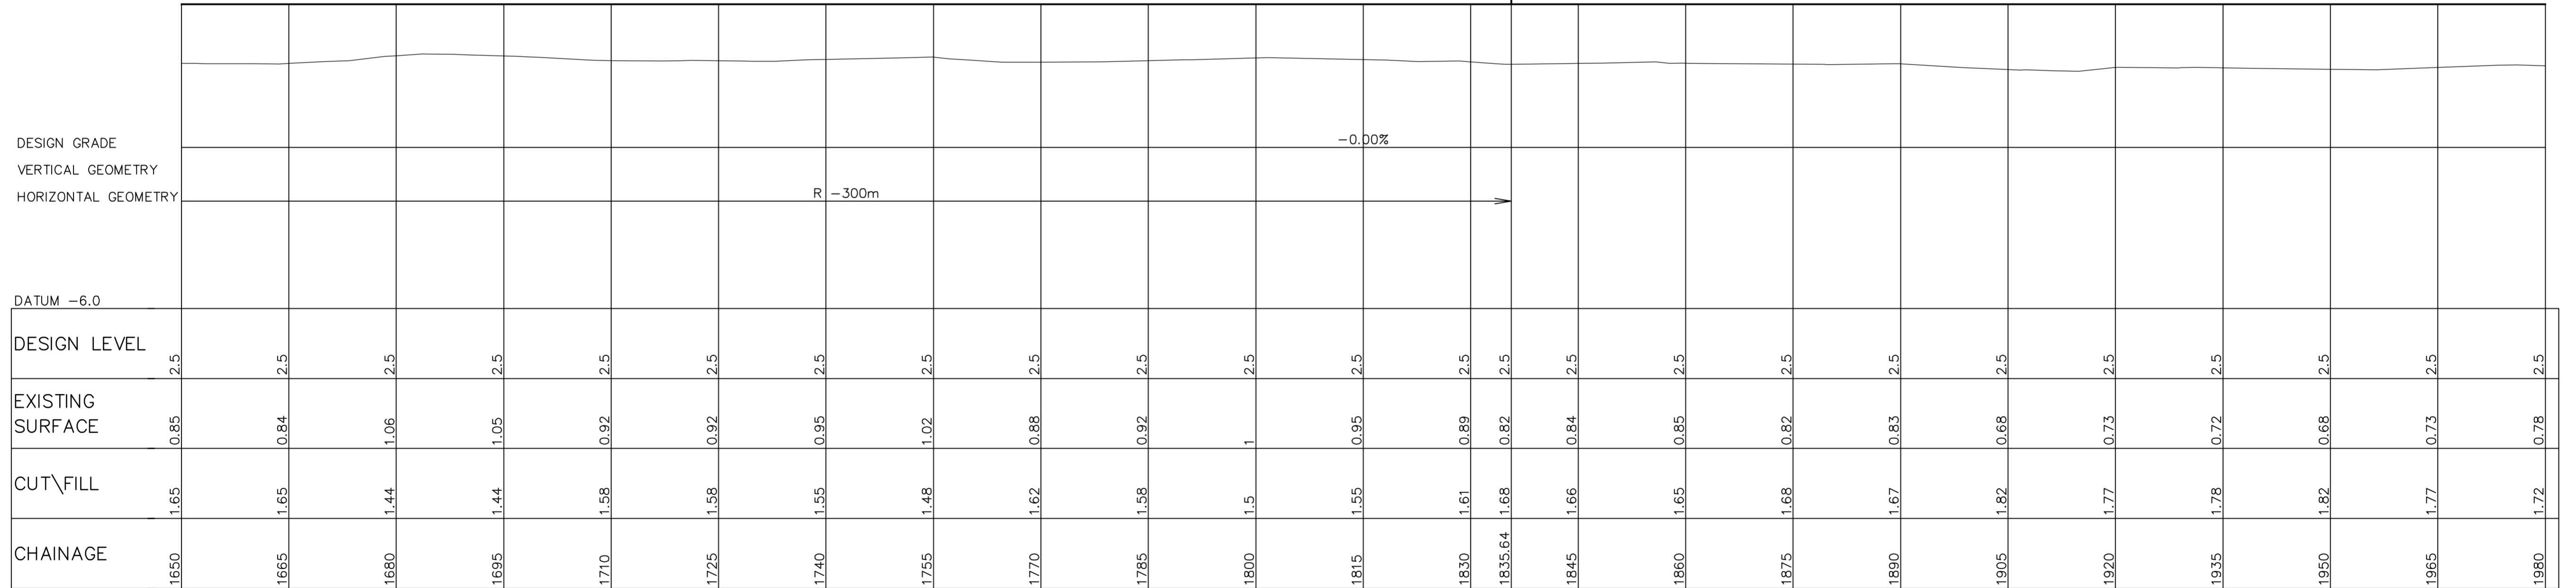 DESIGN GRADE -0.00%
VERTICAL GEOMETRY
HORIZONTAL GEOMETRY R -300m
DATUM -6.0
DESIGN LEVEL 2.5 2.5 2.5 2.5 2.5 2.5 2.5 2.5 2.5 2.5 2.5 2.5 2.5 2.5 2.5 2.5 2.5 2.5 2.5 2.5 2.5 2.5 2.5 2.5
EXISTING
SURFACE 0.85 0.84 1.06 1.05 0.92 0.92 0.95 1.02 0.88 0.92 1 0.95 0.89 0.82 0.84 0.85 0.82 0.83 0.68 0.73 0.72 0.68 0.73 0.78
CUT\FILL 1.65 1.65 1.44 1.44 1.58 1.58 1.55 1.48 1.62 1.58 1.5 1.55 1.61 1.68 1.66 1.65 1.68 1.67 1.82 1.77 1.78 1.82 1.77 1.72
CHAINAGE 1650 1665 1680 1695 1710 1725 1740 1755 1770 1785 1800 1815 1830 1835.64 1845 1860 1875 1890 1905 1920 1935 1950 1965 1980